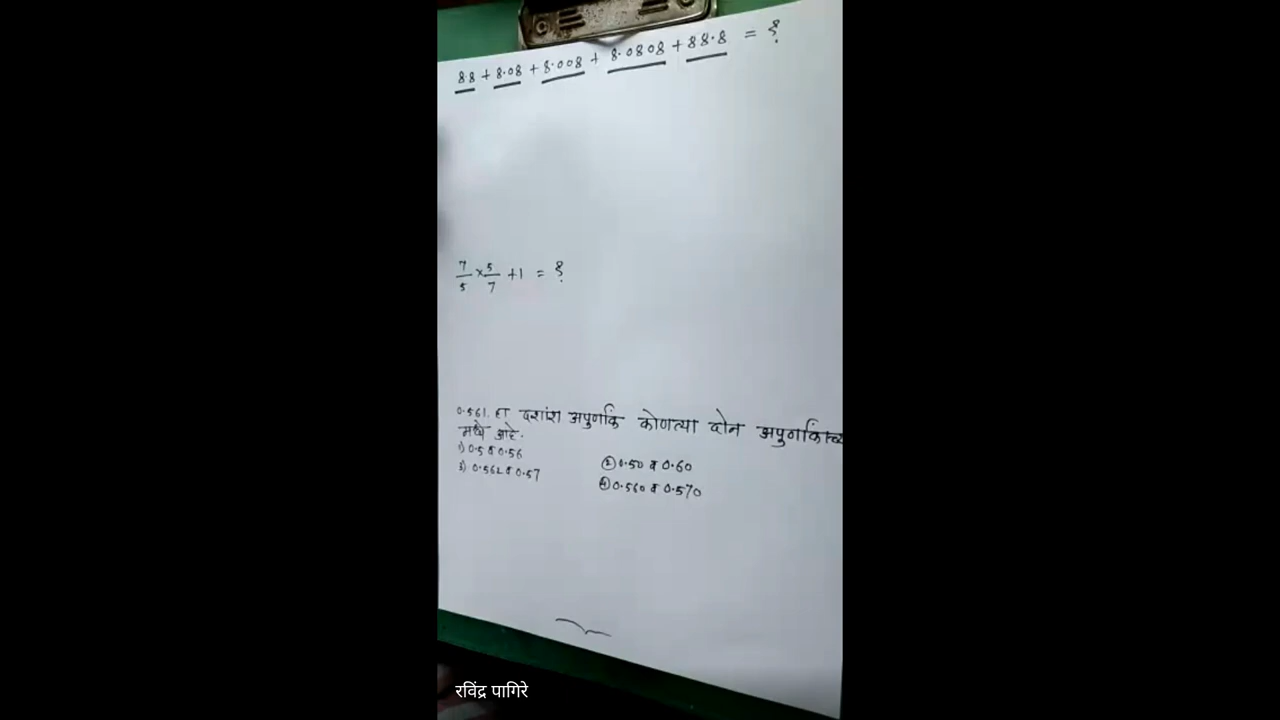 88 + 8.08 + 8.008 + 8.0808 + 88.8 = ?
7/5 × 5/7 + 1 = ?
0.561. हा दशांश अपुर्णांक कोणत्या दोन अपुर्णांकांच्य
मध्ये आहे.
1) 0.5 व 0.56
② 0.50 व 0.60
3) 0.562 व 0.57
④ 0.560 व 0.570
रविंद्र पागिरे